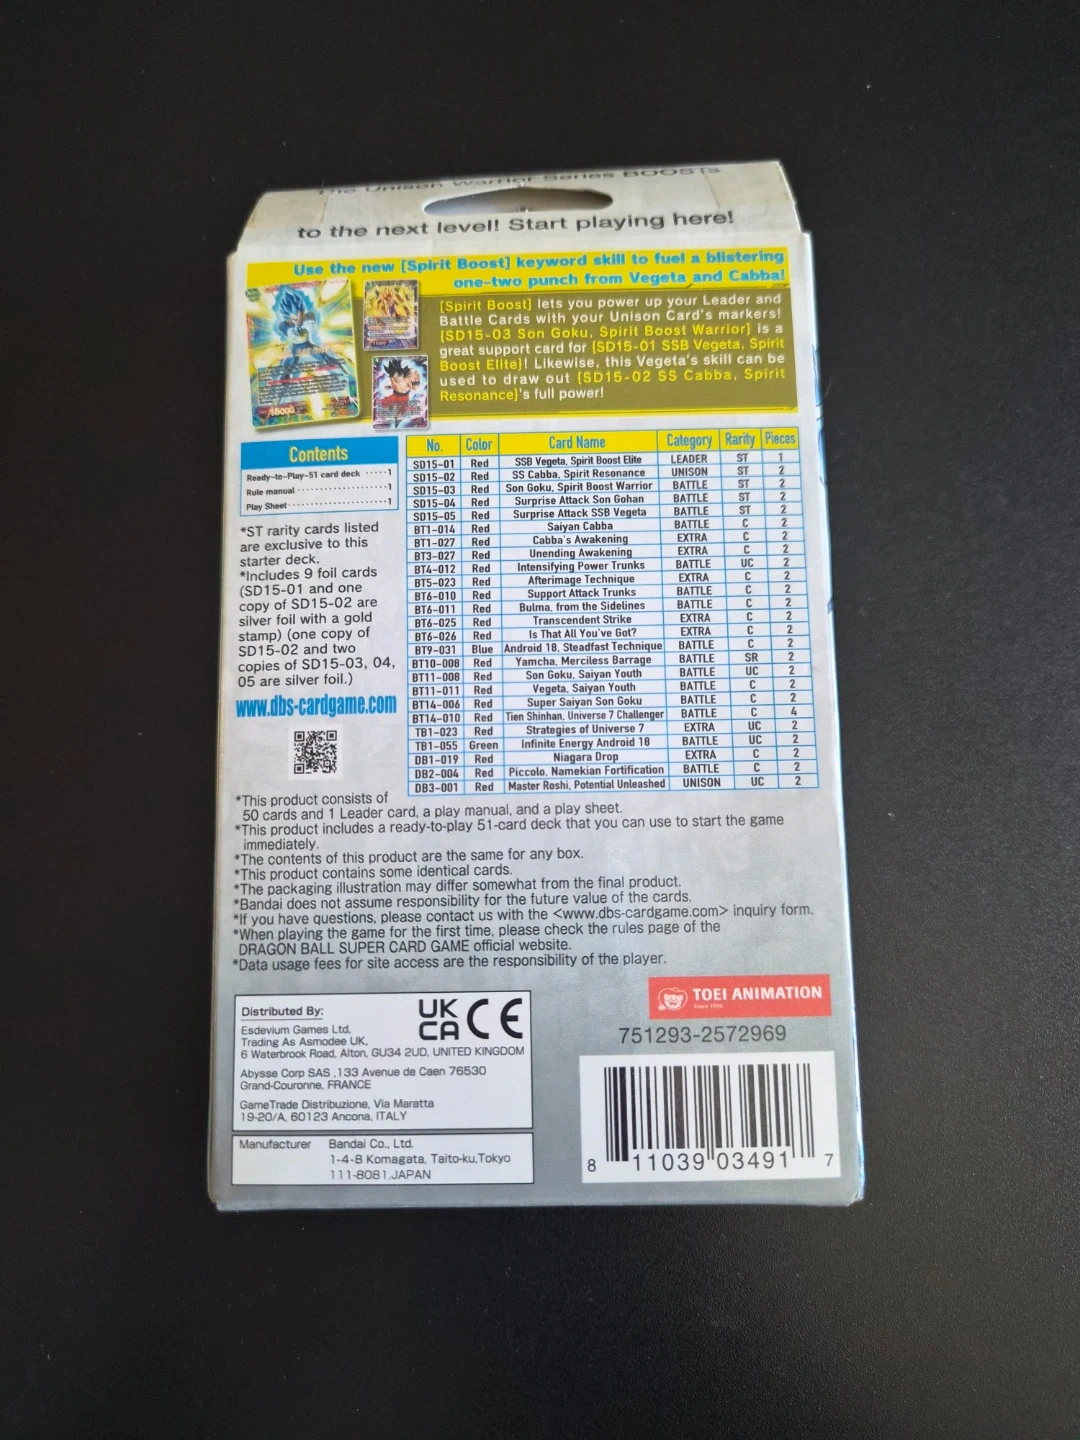 The Unison Warrior Series BOOSTs
to the next level! Start playing here!
Use the new [Spirit Boost] keyword skill to fuel a blistering
one-two punch from Vegeta and Cabba!
[Spirit Boost] lets you power up your Leader and
Battle Cards with your Unison Card's markers!
{SD15-03 Son Goku, Spirit Boost Warrior} is a
great support card for {SD15-01 SSB Vegeta, Spirit
Boost Elite}! Likewise, this Vegeta's skill can be
used to draw out {SD15-02 SS Cabba, Spirit
Resonance}'s full power!
Contents
Ready-to-Play-51 card deck ·····1
Rule manual ··················1
Play Sheet····················1
*ST rarity cards listed
are exclusive to this
starter deck.
*Includes 9 foil cards
(SD15-01 and one
copy of SD15-02 are
silver foil with a gold
stamp) (one copy of
SD15-02 and two
copies of SD15-03, 04,
05 are silver foil.)
www.dbs-cardgame.com
No. Color Card Name Category Rarity Pieces
SD15-01 Red SSB Vegeta, Spirit Boost Elite LEADER ST 1
SD15-02 Red SS Cabba, Spirit Resonance UNISON ST 2
SD15-03 Red Son Goku, Spirit Boost Warrior BATTLE ST 2
SD15-04 Red Surprise Attack Son Gohan BATTLE ST 2
SD15-05 Red Surprise Attack SSB Vegeta BATTLE ST 2
BT1-014 Red Saiyan Cabba BATTLE C 2
BT1-027 Red Cabba's Awakening EXTRA C 2
BT3-027 Red Unending Awakening EXTRA C 2
BT4-012 Red Intensifying Power Trunks BATTLE UC 2
BT5-023 Red Afterimage Technique EXTRA C 2
BT6-010 Red Support Attack Trunks BATTLE C 2
BT6-011 Red Bulma, from the Sidelines BATTLE C 2
BT6-025 Red Transcendent Strike EXTRA C 2
BT6-026 Red Is That All You've Got? EXTRA C 2
BT9-031 Blue Android 18, Steadfast Technique BATTLE C 2
BT10-008 Red Yamcha, Merciless Barrage BATTLE SR 2
BT11-008 Red Son Goku, Saiyan Youth BATTLE UC 2
BT11-011 Red Vegeta, Saiyan Youth BATTLE C 2
BT14-006 Red Super Saiyan Son Goku BATTLE C 2
BT14-010 Red Tien Shinhan, Universe 7 Challenger BATTLE C 4
TB1-023 Red Strategies of Universe 7 EXTRA UC 2
TB1-055 Green Infinite Energy Android 18 BATTLE UC 2
DB1-019 Red Niagara Drop EXTRA C 2
DB2-004 Red Piccolo, Namekian Fortification BATTLE C 2
DB3-001 Red Master Roshi, Potential Unleashed UNISON UC 2
*This product consists of
50 cards and 1 Leader card, a play manual, and a play sheet.
*This product includes a ready-to-play 51-card deck that you can use to start the game
immediately.
*The contents of this product are the same for any box.
*This product contains some identical cards.
*The packaging illustration may differ somewhat from the final product.
*Bandai does not assume responsibility for the future value of the cards.
*If you have questions, please contact us with the <www.dbs-cardgame.com> inquiry form.
*When playing the game for the first time, please check the rules page of the
DRAGON BALL SUPER CARD GAME official website.
*Data usage fees for site access are the responsibility of the player.
Distributed By:
Esdevium Games Ltd,
Trading As Asmodee UK,
6 Waterbrook Road, Alton, GU34 2UD, UNITED KINGDOM
Abysse Corp SAS ,133 Avenue de Caen 76530
Grand-Couronne, FRANCE
GameTrade Distribuzione, Via Maratta
19-20/A, 60123 Ancona, ITALY
UK
CA CE
Manufacturer Bandai Co., Ltd.
1-4-8 Komagata, Taito-ku,Tokyo
111-8081,JAPAN
TOEI ANIMATION
Since 1956
751293-2572969
8 11039 03491 7